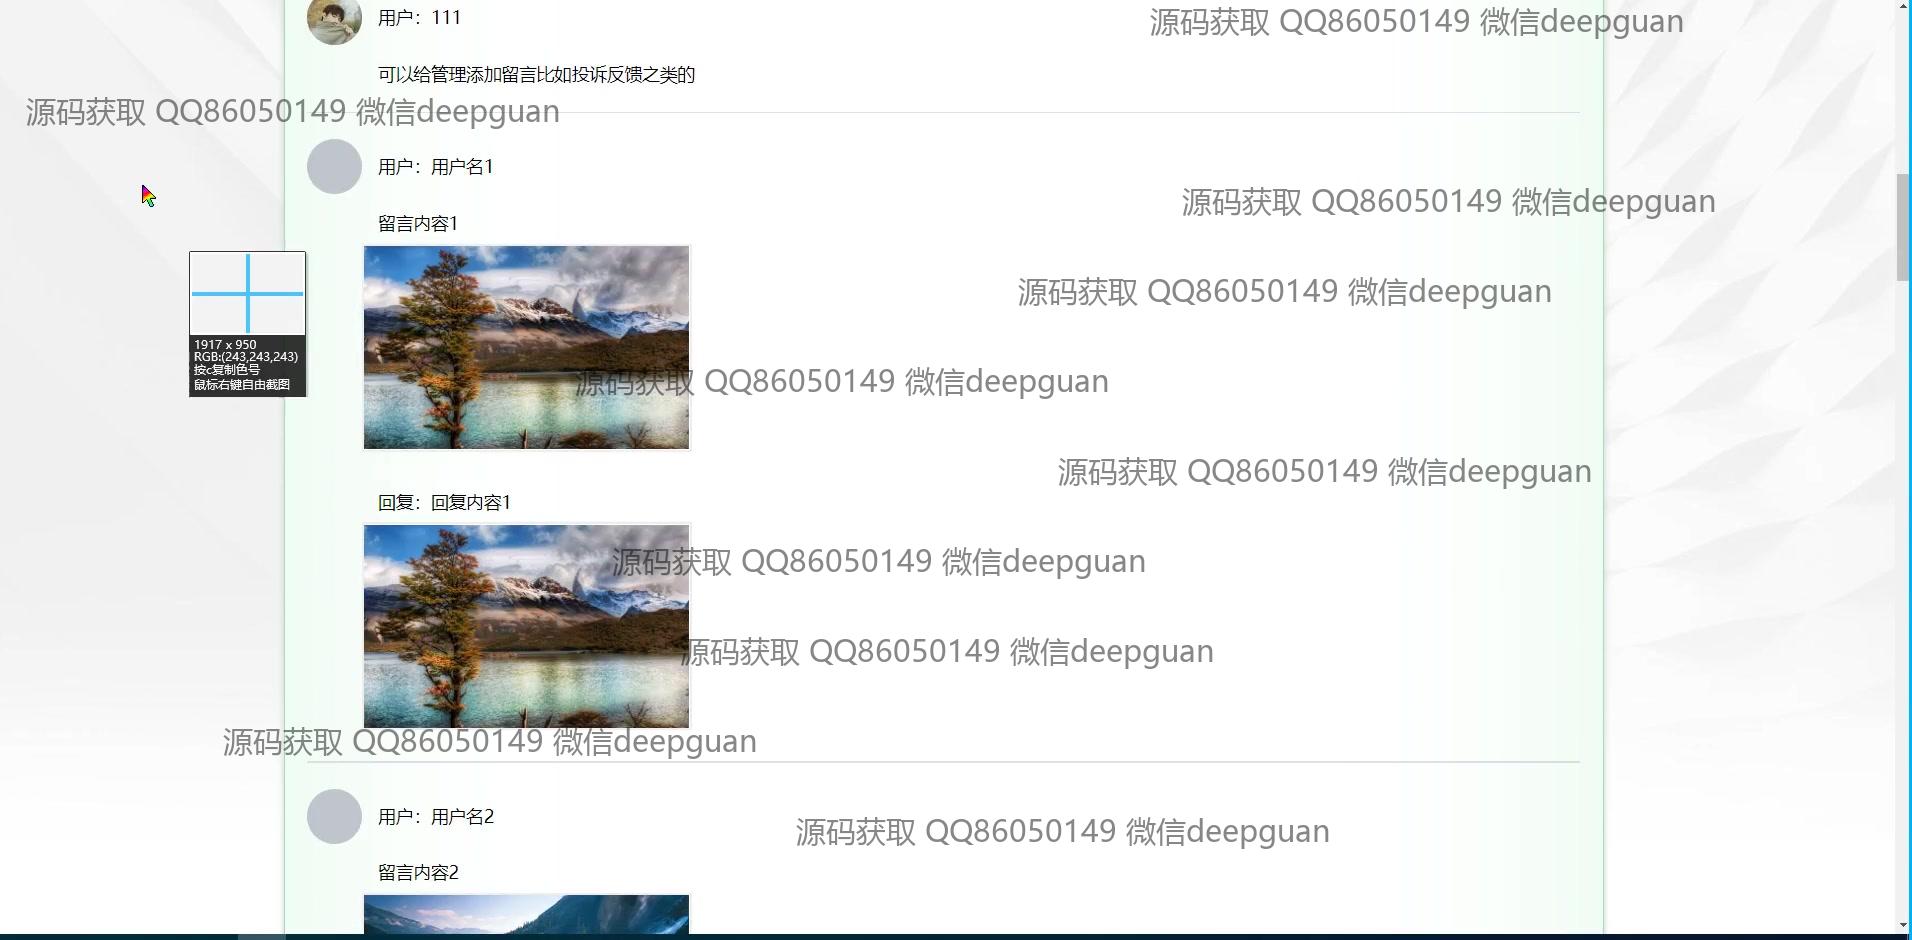 用户：111
源码获取 QQ86050149 微信deepguan
可以给管理添加留言比如投诉反馈之类的
源码获取 QQ86050149 微信deepguan
用户：用户名1
源码获取 QQ86050149 微信deepguan
留言内容1
源码获取 QQ86050149 微信deepguan
1917 x 950
RGB:(243,243,243)
按c复制色号
鼠标右键自由截图
源码获取 QQ86050149 微信deepguan
源码获取 QQ86050149 微信deepguan
回复：回复内容1
源码获取 QQ86050149 微信deepguan
源码获取 QQ86050149 微信deepguan
源码获取 QQ86050149 微信deepguan
用户：用户名2
源码获取 QQ86050149 微信deepguan
留言内容2